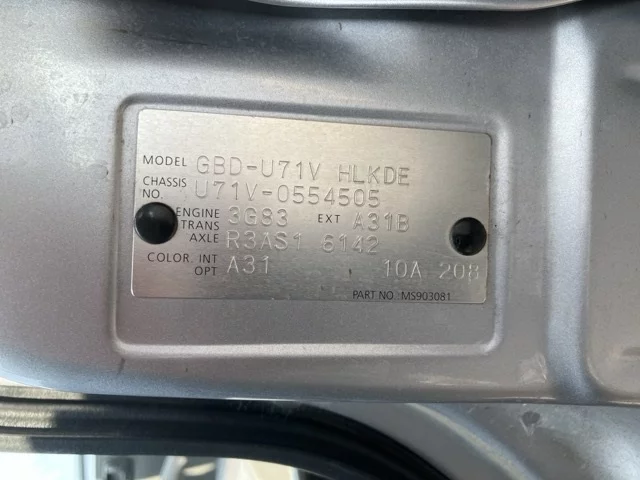 MODEL GBD-U71V HLKDE
CHASSIS NO. U71V-0554505
ENGINE 3G83 EXT A31B
TRANS AXLE R3AS1 6142
COLOR. INT OPT A31 10A 208
PART NO. MS903081